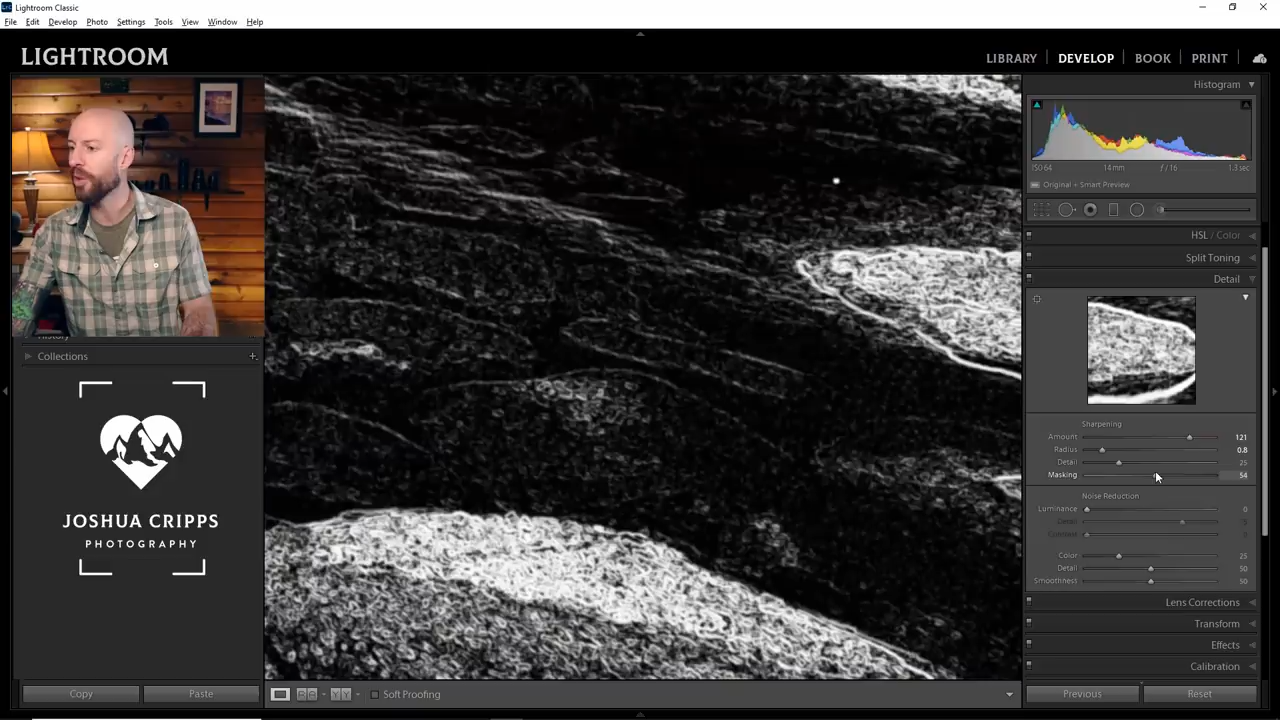 Lightroom Classic
File Edit Develop Photo Settings Tools View Window Help
LIGHTROOM
LIBRARY DEVELOP BOOK PRINT
Histogram
ISO 64 14 mm f/16 1.3 sec
Original + Smart Preview
HSL / Color
Split Toning
Detail
Collections
Sharpening
Amount 121
Radius 0.8
Detail 25
Masking 54
Noise Reduction
Luminance 0
Detail
Contrast
Color 25
Detail 50
Smoothness 50
JOSHUA CRIPPS
PHOTOGRAPHY
Lens Corrections
Transform
Effects
Calibration
Copy Paste
Soft Proofing
Previous Reset